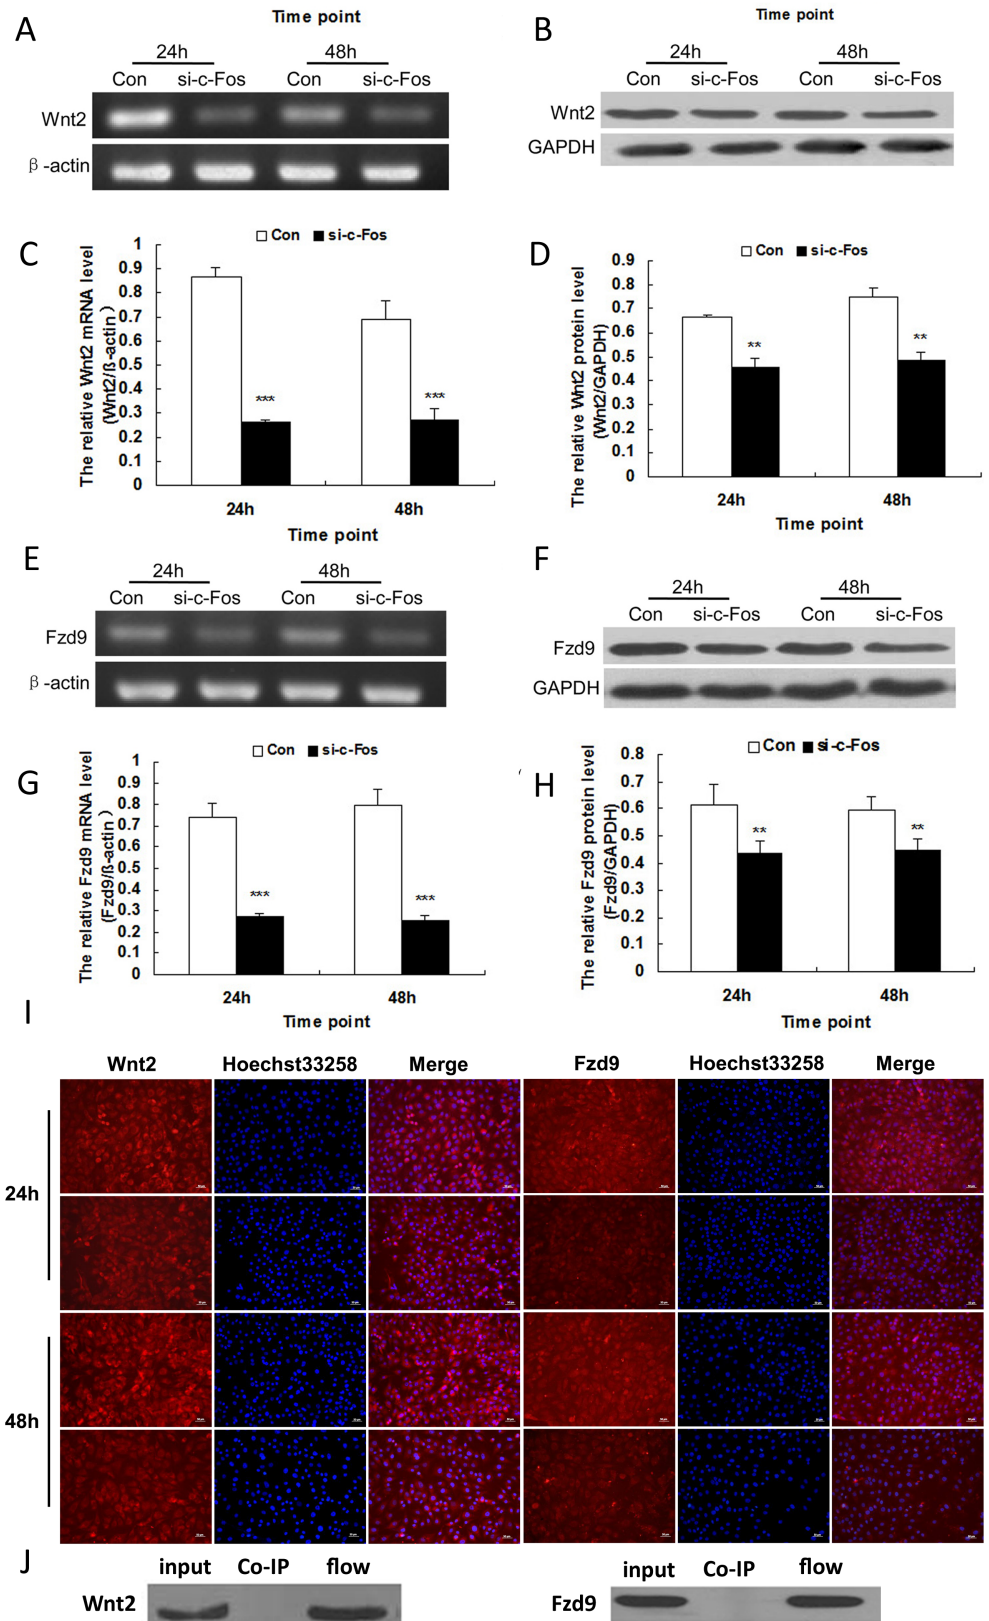 A
Time point
24h 48h
Con si-c-Fos Con si-c-Fos
Wnt2
β-actin
B
Time point
24h 48h
Con si-c-Fos Con si-c-Fos
Wnt2
GAPDH
C
Con si-c-Fos
The relative Wnt2 mRNA level
(Wnt2/ß-actin)
1
0.9
0.8
0.7
0.6
0.5
0.4
0.3
0.2
0.1
0
***
***
24h 48h
Time point
D
Con si-c-Fos
The relative Wnt2 protein level
(Wnt2/GAPDH)
0.9
0.8
0.7
0.6
0.5
0.4
0.3
0.2
0.1
0
**
**
24h 48h
Time point
E
24h 48h
Con si-c-Fos Con si-c-Fos
Fzd9
β-actin
F
24h 48h
Con si-c-Fos Con si-c-Fos
Fzd9
GAPDH
G
Con si-c-Fos
The relative Fzd9 mRNA level
(Fzd9/ß-actin)
1
0.9
0.8
0.7
0.6
0.5
0.4
0.3
0.2
0.1
0
***
***
24h 48h
Time point
H
Con si-c-Fos
The relative Fzd9 protein level
(Fzd9/GAPDH)
0.8
0.7
0.6
0.5
0.4
0.3
0.2
0.1
0
**
**
24h 48h
Time point
I
Wnt2 Hoechst33258 Merge Fzd9 Hoechst33258 Merge
24h
48h
J
input Co-IP flow
Wnt2
input Co-IP flow
Fzd9